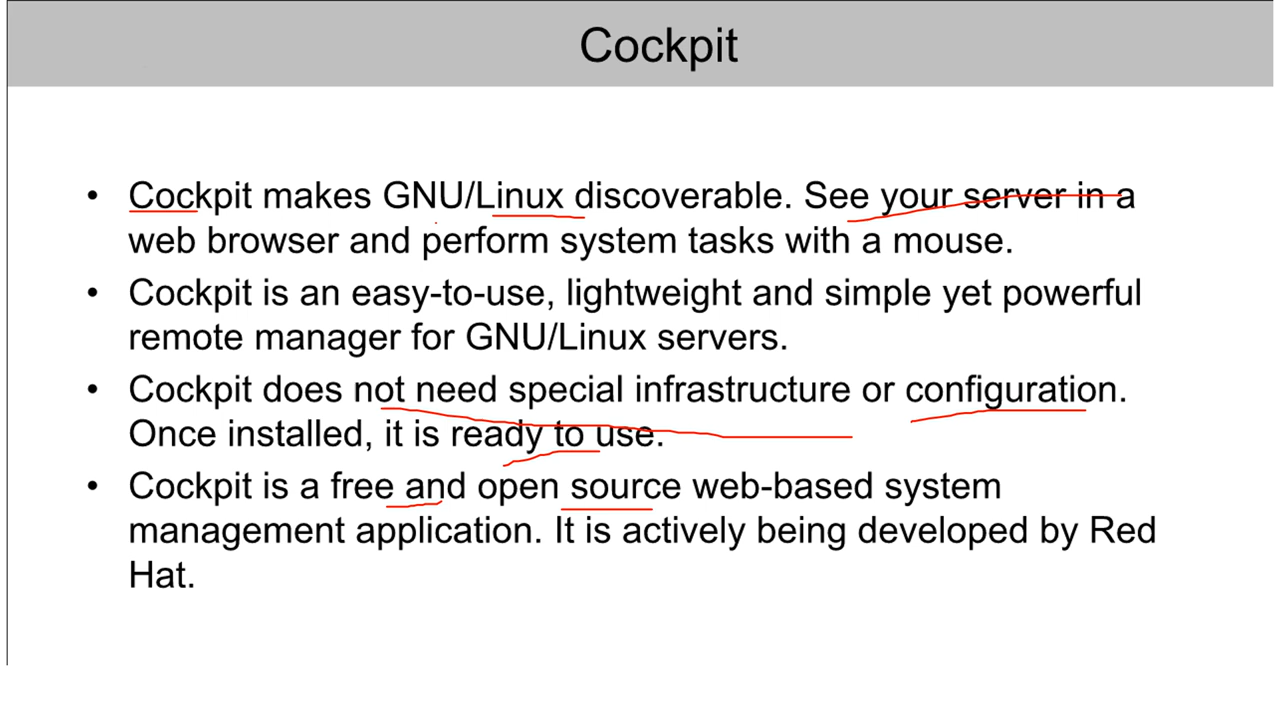 Cockpit
• Cockpit makes GNU/Linux discoverable. See your server in a
web browser and perform system tasks with a mouse.
• Cockpit is an easy-to-use, lightweight and simple yet powerful
remote manager for GNU/Linux servers.
• Cockpit does not need special infrastructure or configuration.
Once installed, it is ready to use.
• Cockpit is a free and open source web-based system
management application. It is actively being developed by Red
Hat.